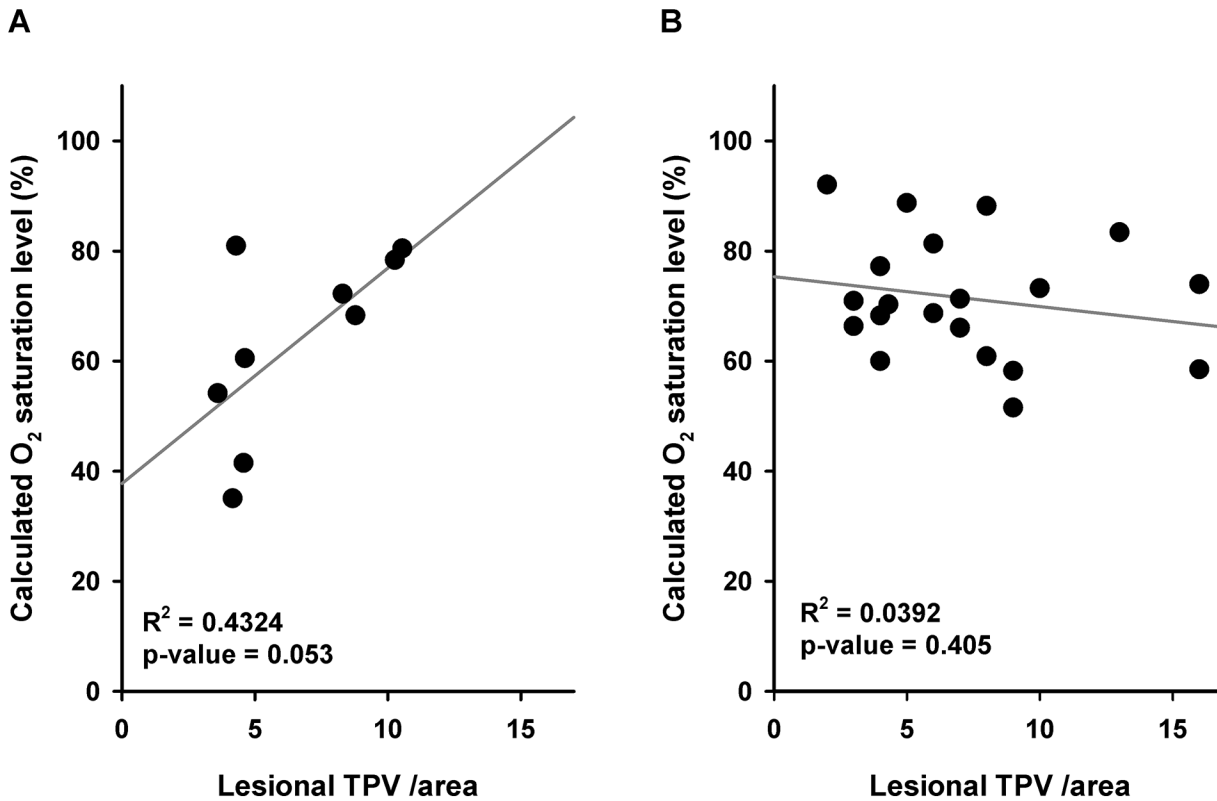 A
Calculated O₂ saturation level (%)
100
80
60
40
20
0
R² = 0.4324
p-value = 0.053
0 5 10 15
Lesional TPV /area
B
Calculated O₂ saturation level (%)
100
80
60
40
20
0
R² = 0.0392
p-value = 0.405
0 5 10 15
Lesional TPV /area